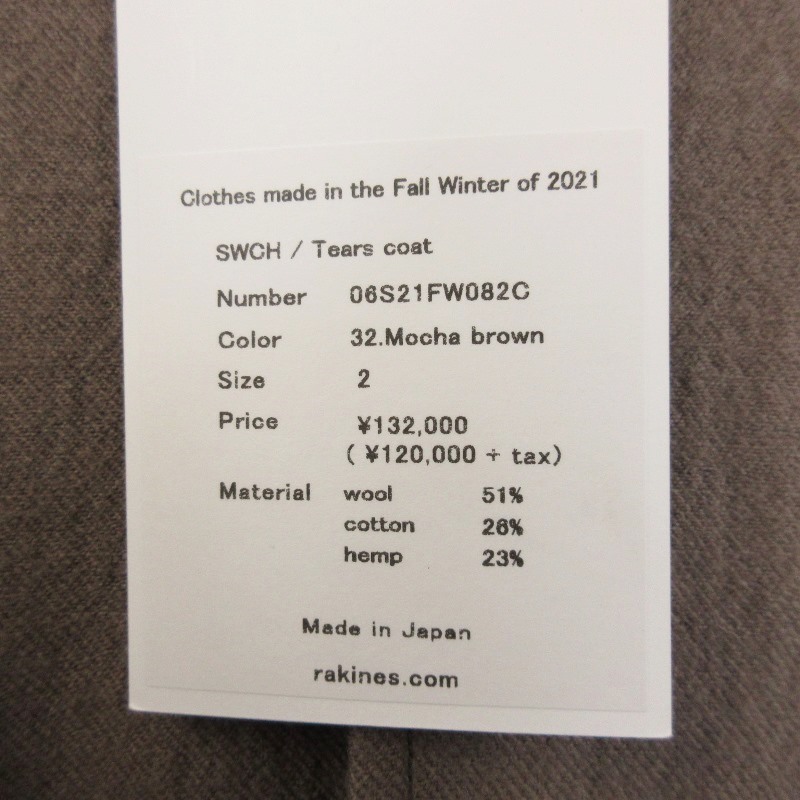 Clothes made in the Fall Winter of 2021
SWCH / Tears coat
Number 06S21FW082C
Color 32.Mocha brown
Size 2
Price ¥132,000
( ¥120,000 + tax)
Material wool 51%
cotton 26%
hemp 23%
Made in Japan
rakines.com